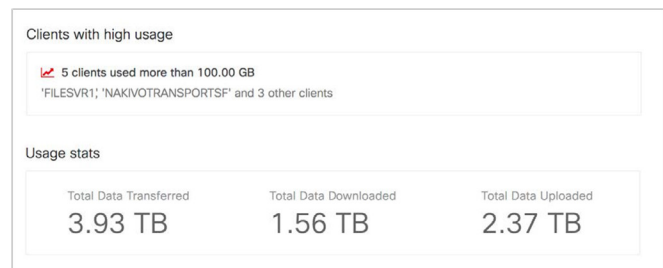 Clients with high usage
5 clients used more than 100.00 GB
'FILESVR1', 'NAKIVOTRANSPORTSF' and 3 other clients
Usage stats
Total Data Transferred
Total Data Downloaded
Total Data Uploaded
3.93 TB
1.56 TB
2.37 TB